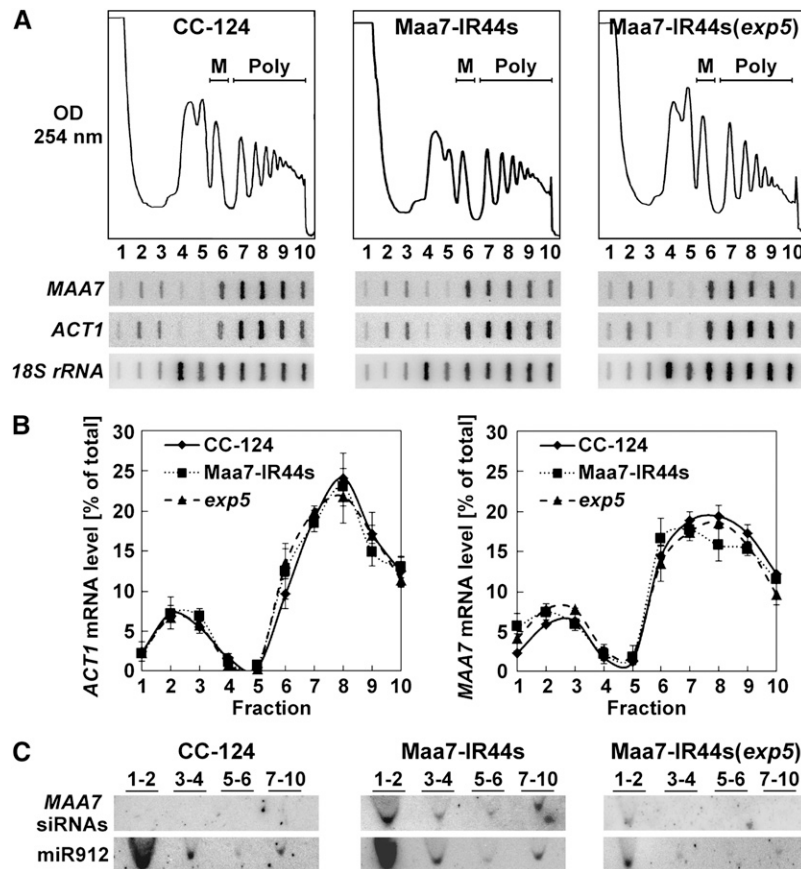 A
CC-124
Maa7-IR44s
Maa7-IR44s(exp5)
M Poly
M Poly
M Poly
OD
254 nm
1 2 3 4 5 6 7 8 9 10
1 2 3 4 5 6 7 8 9 10
1 2 3 4 5 6 7 8 9 10
MAA7
ACT1
18S rRNA
B
ACT1 mRNA level [% of total]
30
25
20
15
10
5
0
CC-124
Maa7-IR44s
exp5
1 2 3 4 5 6 7 8 9 10
Fraction
MAA7 mRNA level [% of total]
30
25
20
15
10
5
0
CC-124
Maa7-IR44s
exp5
1 2 3 4 5 6 7 8 9 10
Fraction
C
CC-124
Maa7-IR44s
Maa7-IR44s(exp5)
1-2 3-4 5-6 7-10
1-2 3-4 5-6 7-10
1-2 3-4 5-6 7-10
MAA7
siRNAs
miR912